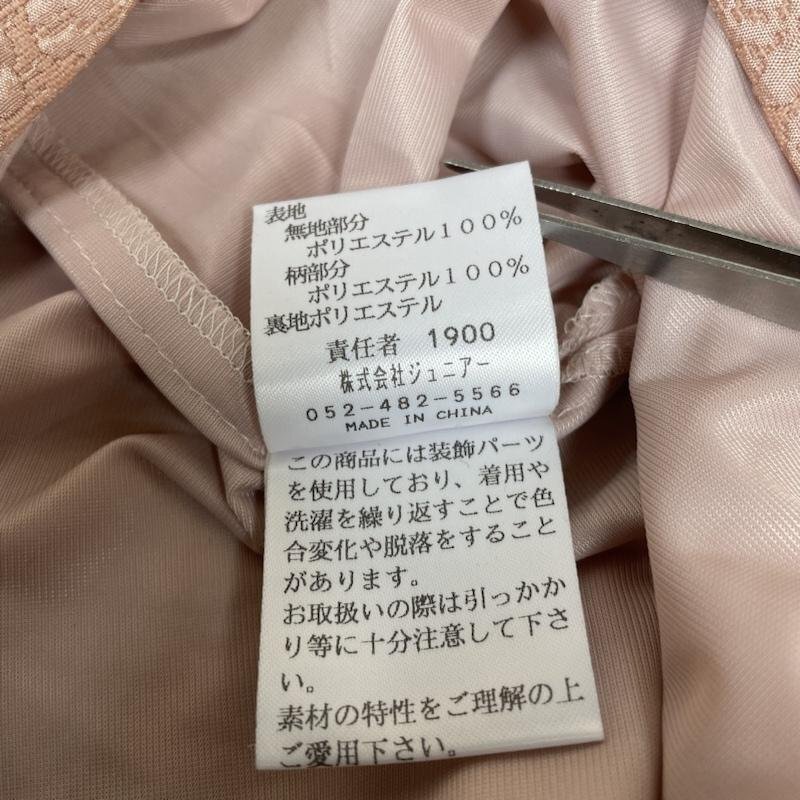 表地
無地部分
ポリエステル１００％
柄部分
ポリエステル１００％
裏地ポリエステル
責任者 1900
株式会社ジュニアー
052-482-5566
MADE IN CHINA
この商品には装飾パーツ
を使用しており、着用や
洗濯を繰り返すことで色
合変化や脱落をすること
があります。
お取扱いの際は引っかか
り等に十分注意して下さ
い。
素材の特性をご理解の上
ご愛用下さい。